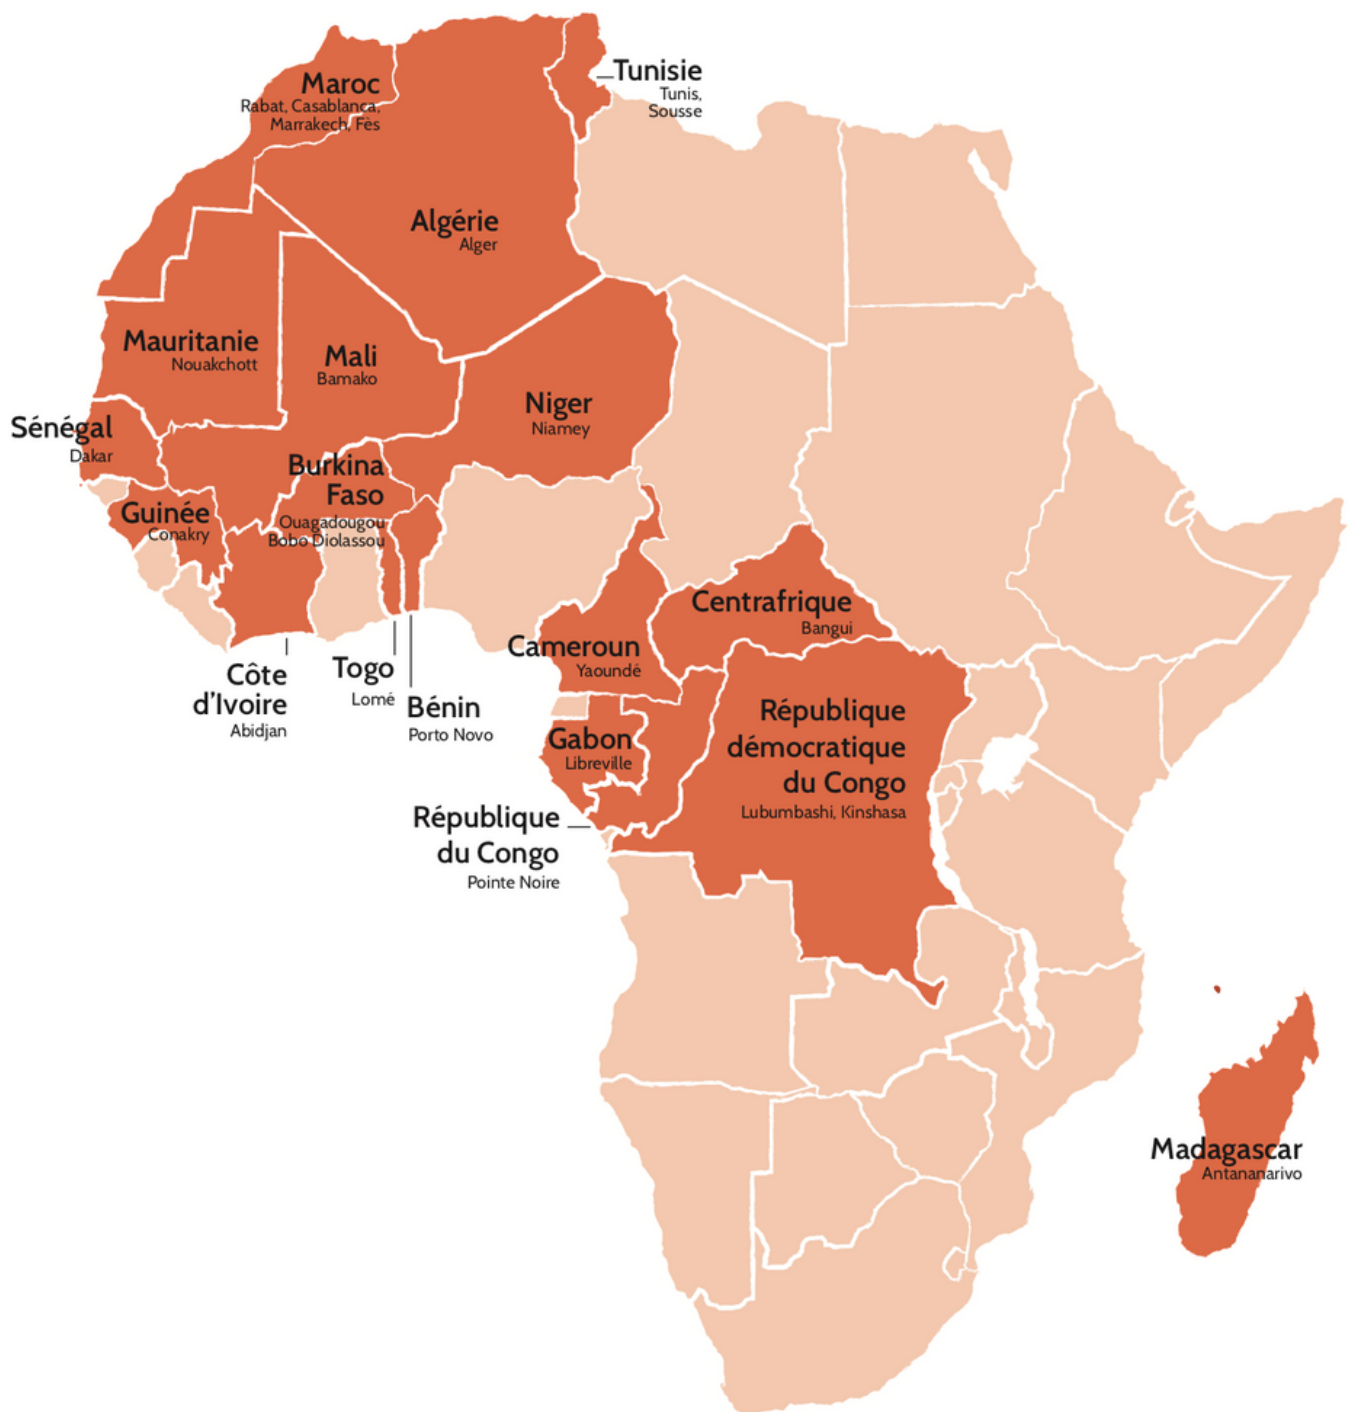 Maroc
Rabat, Casablanca,
Marrakech, Fès
Tunisie
Tunis,
Sousse
Algérie
Alger
Mauritanie
Nouakchott
Mali
Bamako
Niger
Niamey
Sénégal
Dakar
Burkina
Faso
Ouagadougou
Bobo Diolassou
Guinée
Conakry
Côte
d'Ivoire
Abidjan
Togo
Lomé
Bénin
Porto Novo
Cameroun
Yaoundé
Centrafrique
Bangui
Gabon
Libreville
République
du Congo
Pointe Noire
République
démocratique
du Congo
Lubumbashi, Kinshasa
Madagascar
Antananarivo